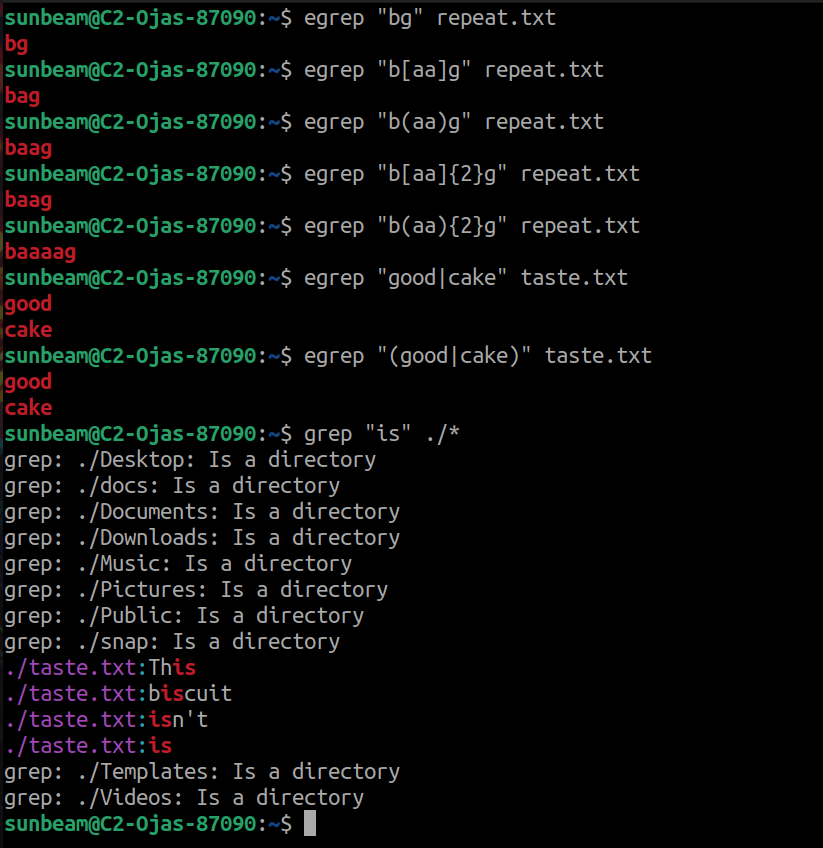 sunbeam@C2-Ojas-87090:~$ egrep "bg" repeat.txt
bg
sunbeam@C2-Ojas-87090:~$ egrep "b[aa]g" repeat.txt
bag
sunbeam@C2-Ojas-87090:~$ egrep "b(aa)g" repeat.txt
baag
sunbeam@C2-Ojas-87090:~$ egrep "b[aa]{2}g" repeat.txt
baag
sunbeam@C2-Ojas-87090:~$ egrep "b(aa){2}g" repeat.txt
baaaag
sunbeam@C2-Ojas-87090:~$ egrep "good|cake" taste.txt
good
cake
sunbeam@C2-Ojas-87090:~$ egrep "(good|cake)" taste.txt
good
cake
sunbeam@C2-Ojas-87090:~$ grep "is" ./*
grep: ./Desktop: Is a directory
grep: ./docs: Is a directory
grep: ./Documents: Is a directory
grep: ./Downloads: Is a directory
grep: ./Music: Is a directory
grep: ./Pictures: Is a directory
grep: ./Public: Is a directory
grep: ./snap: Is a directory
./taste.txt:This
./taste.txt:biscuit
./taste.txt:isn't
./taste.txt:is
grep: ./Templates: Is a directory
grep: ./Videos: Is a directory
sunbeam@C2-Ojas-87090:~$